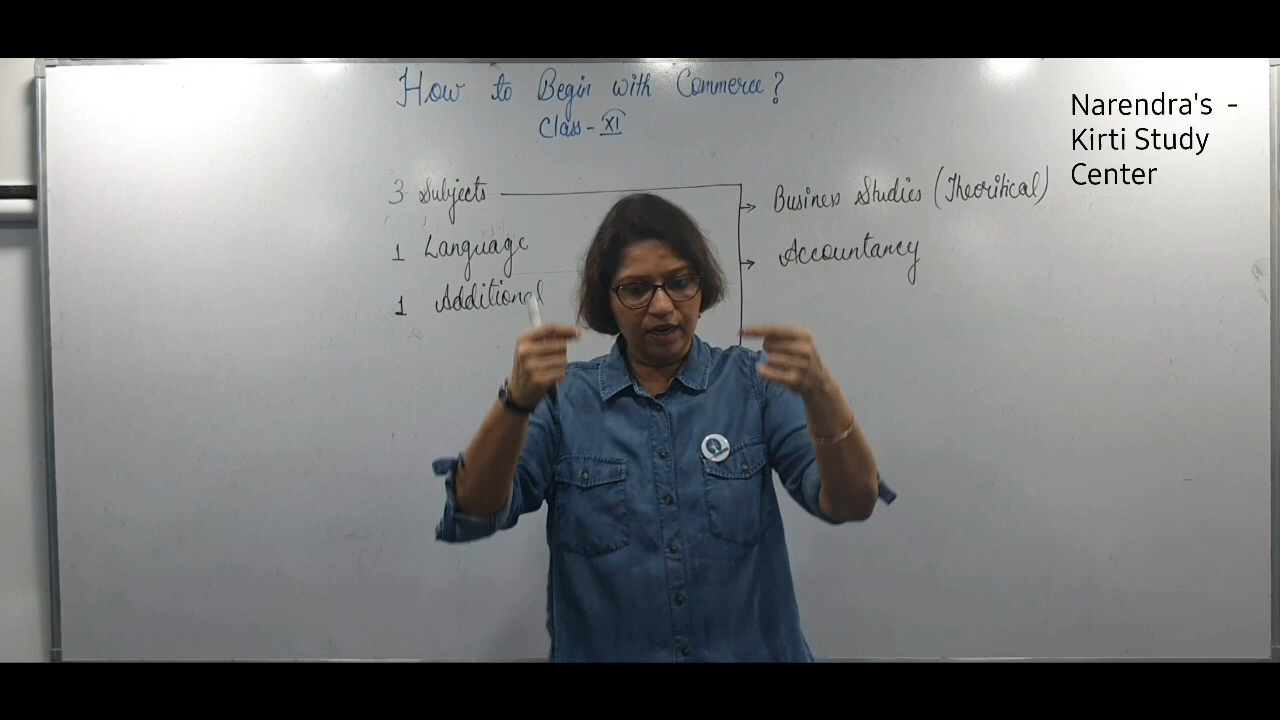 How to Begin with Commerce?
Class - XI
Narendra's -
Kirti Study
Center
3 Subjects
Business Studies (Theoritical)
1 Language
Accountancy
1 Additional